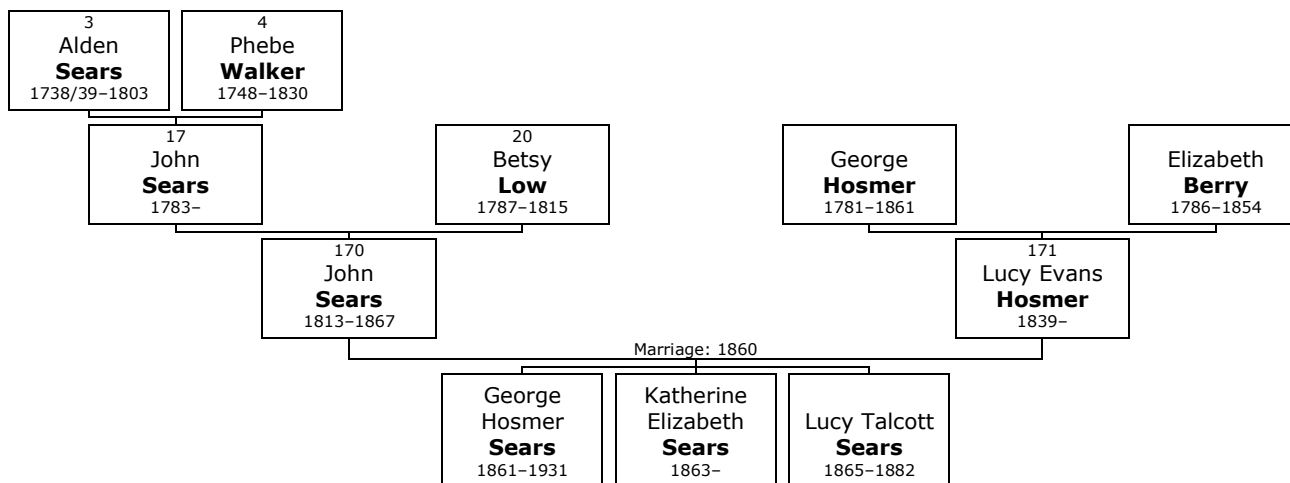 3
Alden
Sears
1738/39–1803
4
Phebe
Walker
1748–1830
17
John
Sears
1783–
20
Betsy
Low
1787–1815
George
Hosmer
1781–1861
Elizabeth
Berry
1786–1854
170
John
Sears
1813–1867
171
Lucy Evans
Hosmer
1839–
Marriage: 1860
George
Hosmer
Sears
1861–1931
Katherine
Elizabeth
Sears
1863–
Lucy Talcott
Sears
1865–1882